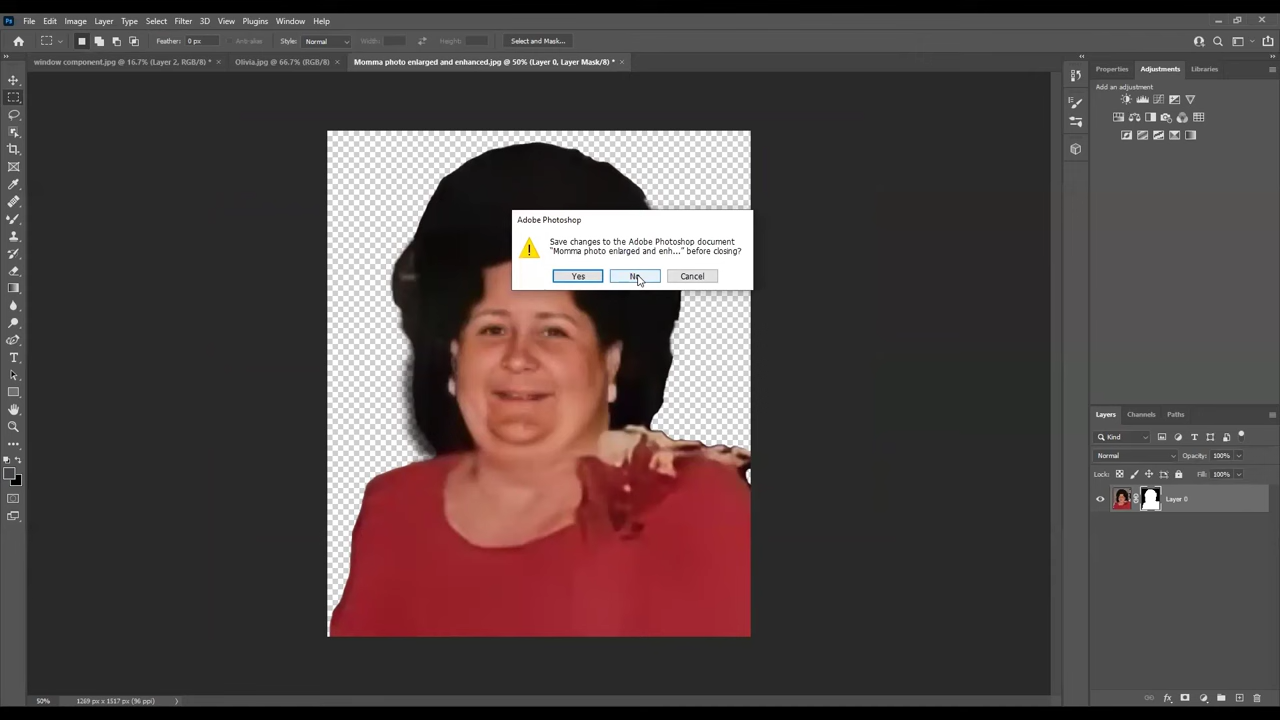 Ps File Edit Image Layer Type Select Filter 3D View Plugins Window Help
Feather: 0 px Anti-alias Style: Normal Width: Height: Select and Mask...
window component.jpg @ 16.7% (Layer 2, RGB/8) * × Olivia.jpg @ 66.7% (RGB/8) × Momma photo enlarged and enhanced.jpg @ 50% (Layer 0, Layer Mask/8) * ×
Properties Adjustments Libraries
Add an adjustment
Adobe Photoshop
Save changes to the Adobe Photoshop document
“Momma photo enlarged and enh...” before closing?
Yes Cancel
Layers Channels Paths
Kind
Normal Opacity: 100%
Lock: Fill: 100%
Layer 0
50% 1269 px x 1517 px (96 ppi)